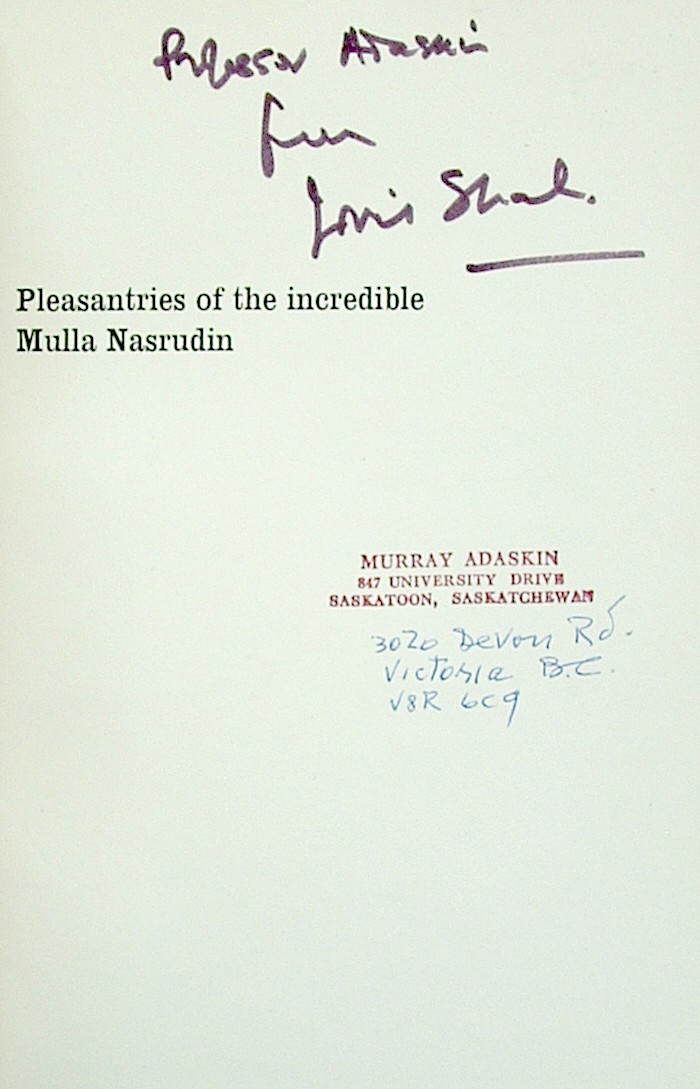 Professor Adaskin
from
Idries Shah.
Pleasantries of the incredible
Mulla Nasrudin
MURRAY ADASKIN
847 UNIVERSITY DRIVE
SASKATOON, SASKATCHEWAN
3020 Devon Rd.
Victoria B.C.
V8R 6C9